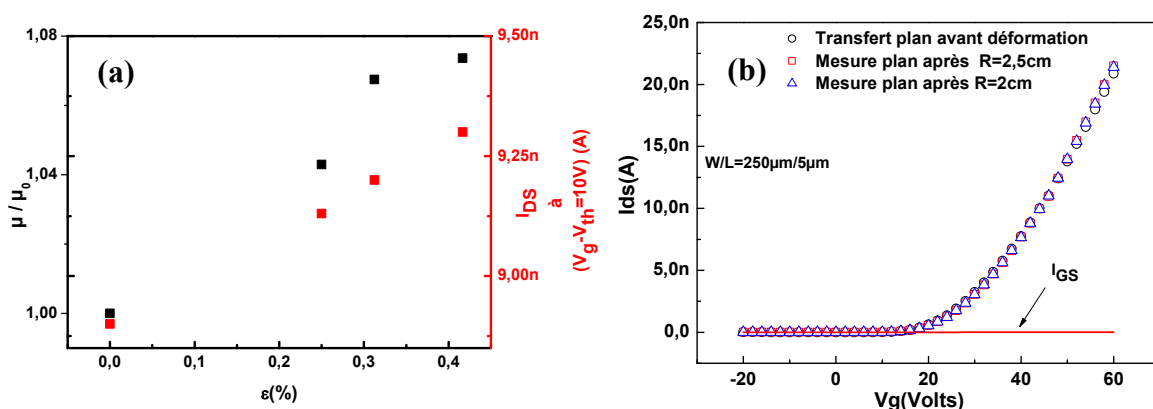 (a)
1,08
1,04
1,00
μ / μ0
0,0 0,1 0,2 0,3 0,4
ε(%)
9,50n
9,25n
9,00n
IDS
à
(Vg-Vth=10V) (A)
(b)
Transfert plan avant déformation
Mesure plan après R=2,5cm
Mesure plan après R=2cm
W/L=250µm/5µm
IGS
25,0n
20,0n
15,0n
10,0n
5,0n
0,0
Ids(A)
-20 0 20 40 60
Vg(Volts)